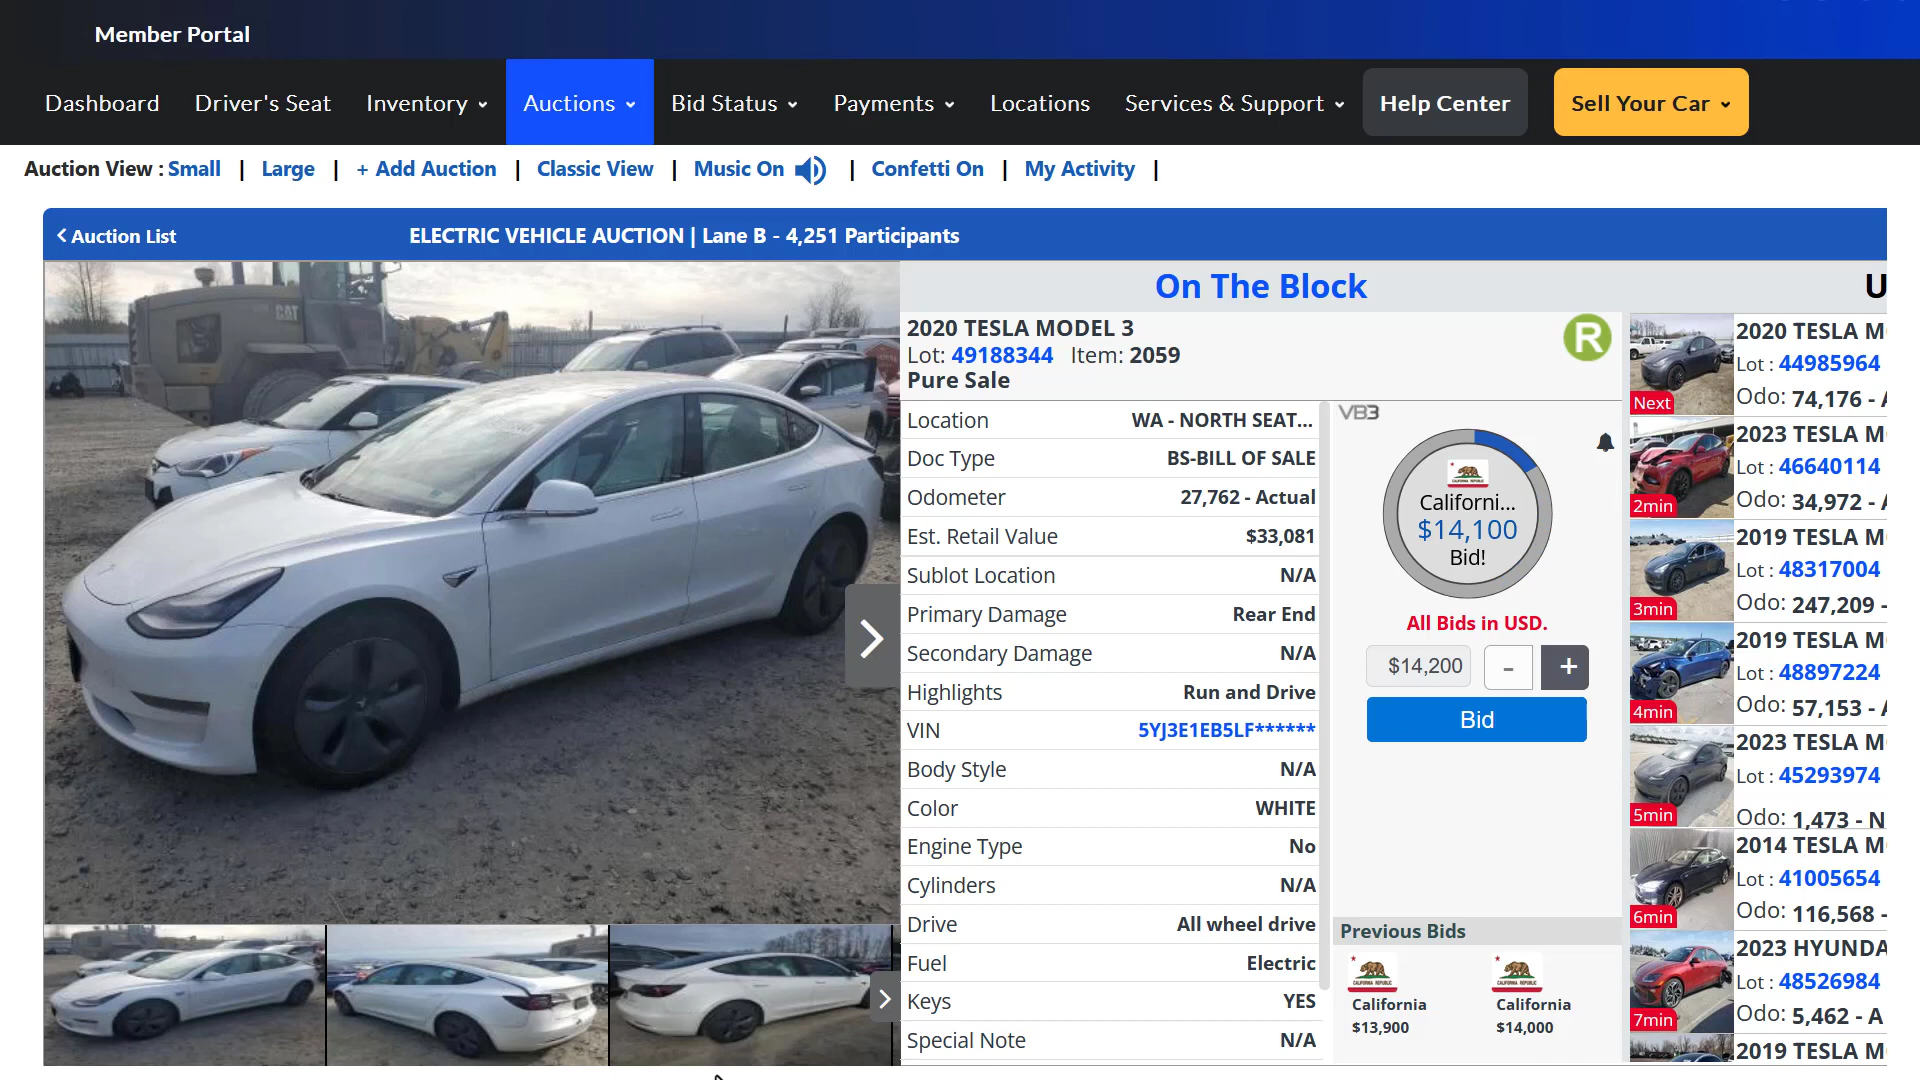 Member Portal
Dashboard Driver's Seat Inventory Auctions Bid Status Payments Locations Services & Support Help Center Sell Your Car
Auction View : Small | Large | + Add Auction | Classic View | Music On | Confetti On | My Activity |
Auction List
ELECTRIC VEHICLE AUCTION | Lane B - 4,251 Participants
CAT
On The Block
2020 TESLA MODEL 3
Lot: 49188344 Item: 2059
Pure Sale
R
Location WA - NORTH SEAT...
Doc Type BS-BILL OF SALE
Odometer 27,762 - Actual
Est. Retail Value $33,081
Sublot Location N/A
Primary Damage Rear End
Secondary Damage N/A
Highlights Run and Drive
VIN 5YJ3E1EB5LF******
Body Style N/A
Color WHITE
Engine Type No
Cylinders N/A
Drive All wheel drive
Fuel Electric
Keys YES
Special Note N/A
VB3
CALIFORNIA REPUBLIC
Californi...
$14,100
Bid!
All Bids in USD.
$14,200 - +
Bid
Previous Bids
CALIFORNIA REPUBLIC
California
$13,900
CALIFORNIA REPUBLIC
California
$14,000
U
Next
2020 TESLA M
Lot : 44985964
Odo: 74,176 - A
2min
2023 TESLA M
Lot : 46640114
Odo: 34,972 - A
3min
2019 TESLA M
Lot : 48317004
Odo: 247,209 -
4min
2019 TESLA M
Lot : 48897224
Odo: 57,153 - A
5min
2023 TESLA M
Lot : 45293974
Odo: 1,473 - N
6min
2014 TESLA M
Lot : 41005654
Odo: 116,568 -
7min
2023 HYUNDA
Lot : 48526984
Odo: 5,462 - A
2019 TESLA M